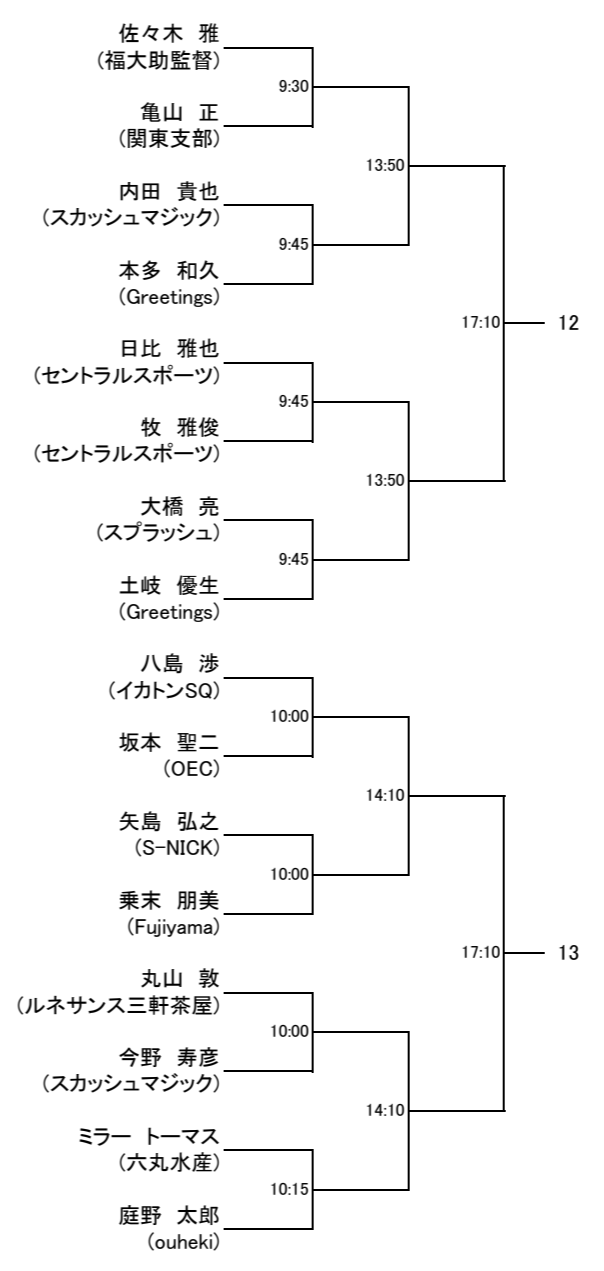 佐々木　雅
(福大助監督)
9:30
亀山　正
(関東支部)
13:50
内田　貴也
(スカッシュマジック)
9:45
本多　和久
(Greetings)
17:10
12
日比　雅也
(セントラルスポーツ)
9:45
牧　雅俊
(セントラルスポーツ)
13:50
大橋　亮
(スプラッシュ)
9:45
土岐　優生
(Greetings)
八島　渉
(イカトンSQ)
10:00
坂本　聖二
(OEC)
14:10
矢島　弘之
(S-NICK)
10:00
乗末　朋美
(Fujiyama)
17:10
13
丸山　敦
(ルネサンス三軒茶屋)
10:00
今野　寿彦
(スカッシュマジック)
14:10
ミラー　トーマス
(六丸水産)
10:15
庭野　太郎
(ouheki)